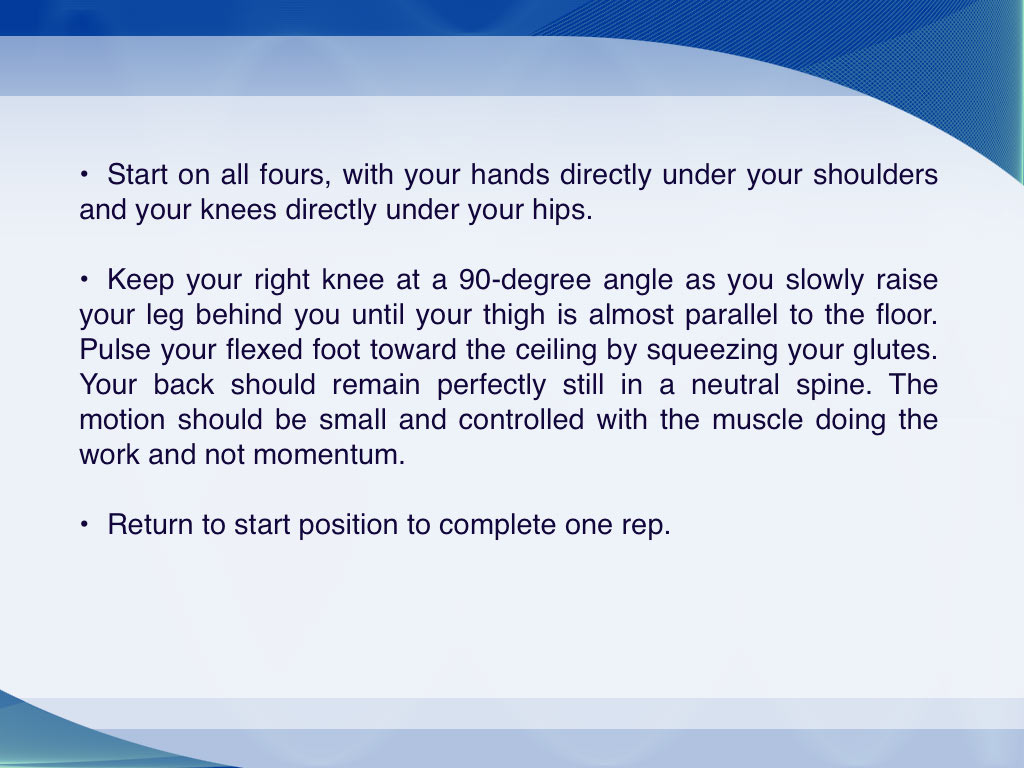 • Start on all fours, with your hands directly under your shoulders
and your knees directly under your hips.
• Keep your right knee at a 90-degree angle as you slowly raise
your leg behind you until your thigh is almost parallel to the floor.
Pulse your flexed foot toward the ceiling by squeezing your glutes.
Your back should remain perfectly still in a neutral spine. The
motion should be small and controlled with the muscle doing the
work and not momentum.
• Return to start position to complete one rep.